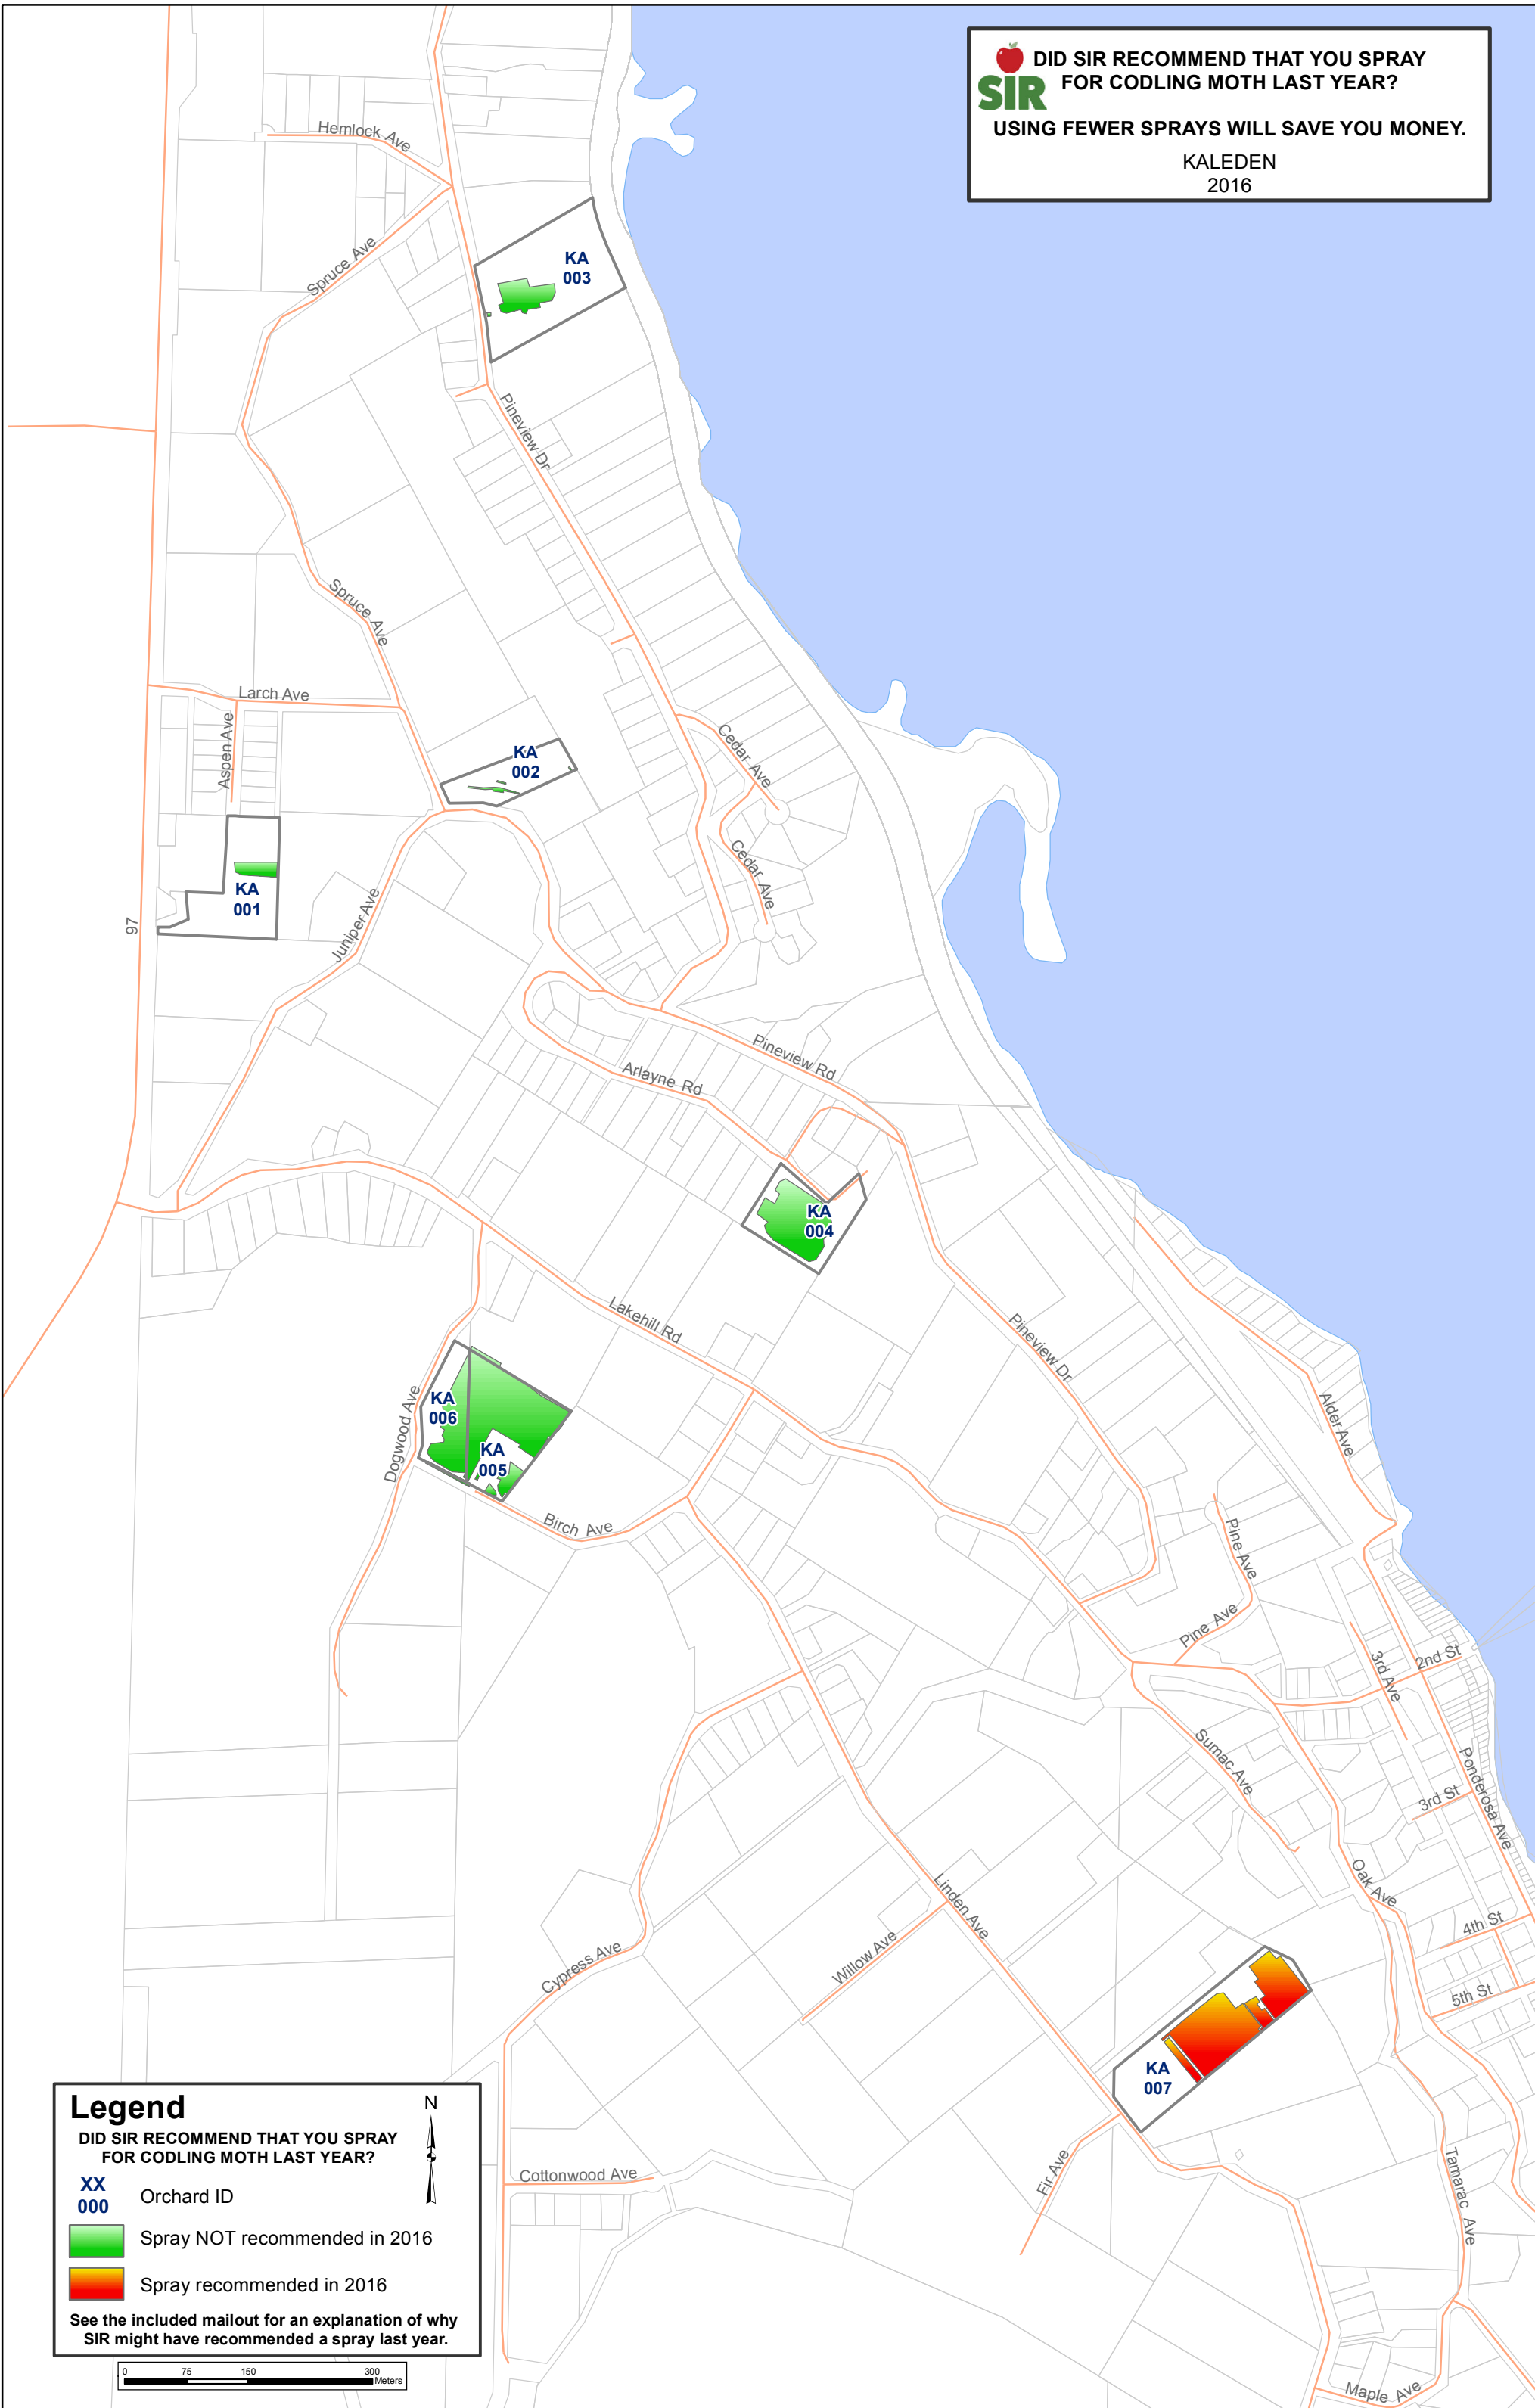 SIR
DID SIR RECOMMEND THAT YOU SPRAY
FOR CODLING MOTH LAST YEAR?
USING FEWER SPRAYS WILL SAVE YOU MONEY.
KALEDEN
2016
Hemlock Ave
Spruce Ave
KA
003
Pineview Dr
Spruce Ave
Larch Ave
Aspen Ave
KA
002
Cedar Ave
Cedar Ave
KA
001
97
Juniper Ave
Pineview Rd
Arlayne Rd
KA
004
Lakehill Rd
Pineview Dr
Alder Ave
Dogwood Ave
KA
006
KA
005
Birch Ave
Pine Ave
Pine Ave
3rd Ave
2nd St
Sumac Ave
Ponderosa Ave
3rd St
Oak Ave
4th St
5th St
Linden Ave
Willow Ave
Cypress Ave
KA
007
Fir Ave
Tamarac Ave
Cottonwood Ave
Maple Ave
Legend
N
DID SIR RECOMMEND THAT YOU SPRAY
FOR CODLING MOTH LAST YEAR?
XX
000
Orchard ID
Spray NOT recommended in 2016
Spray recommended in 2016
See the included mailout for an explanation of why
SIR might have recommended a spray last year.
0 75 150 300
Meters